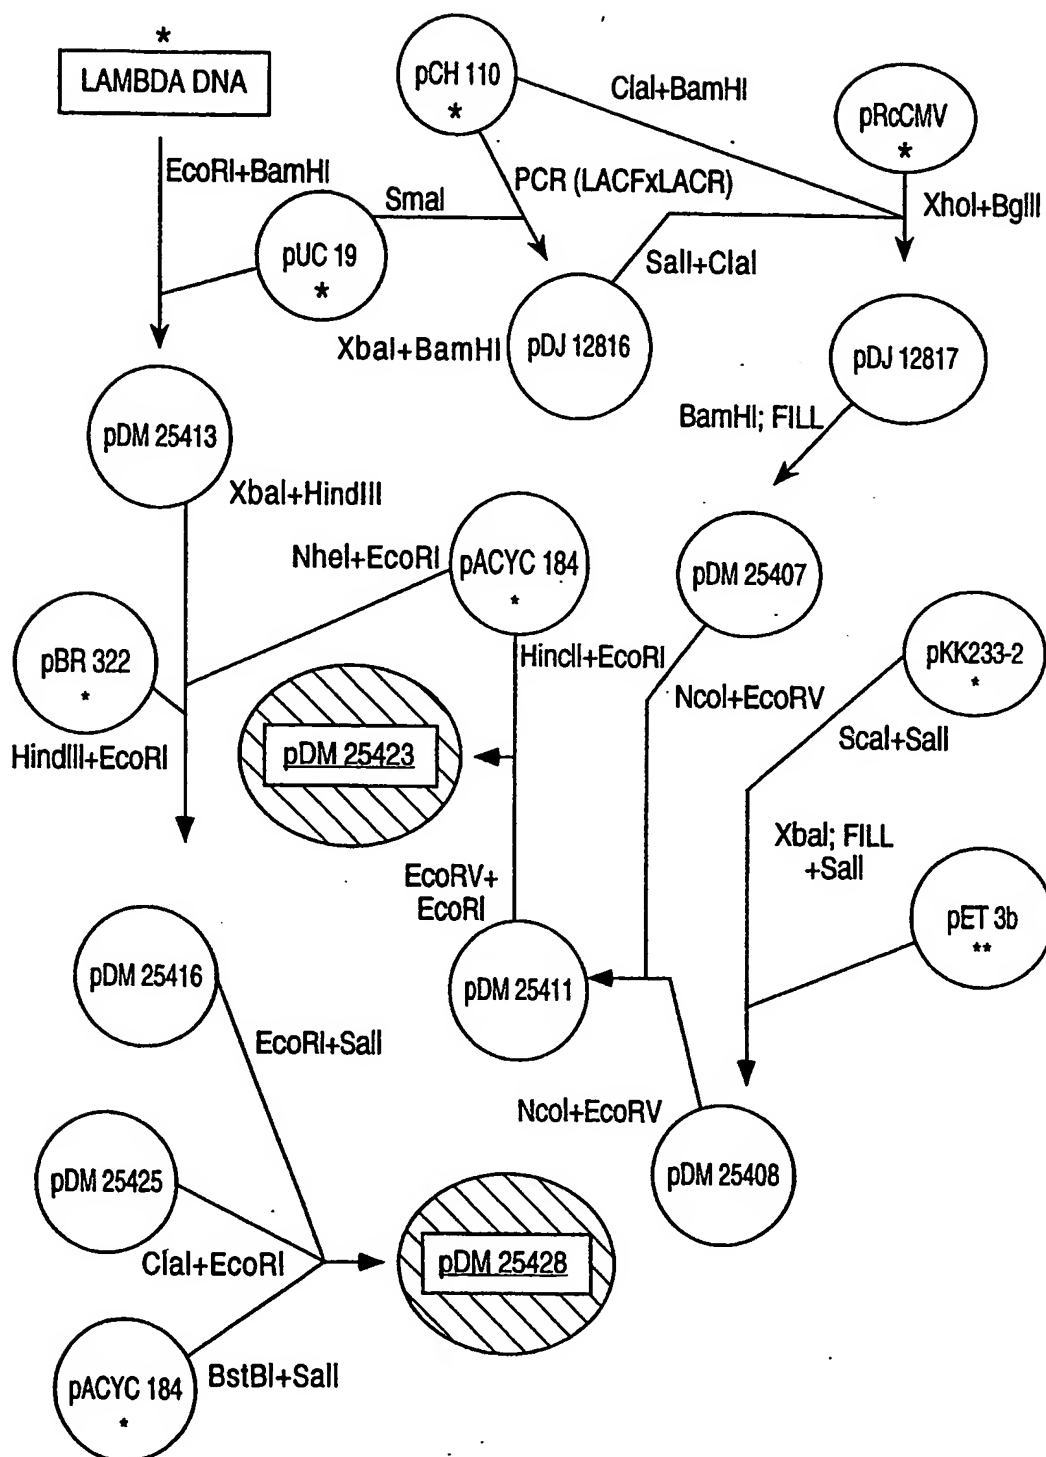 *
LAMBDA DNA
pCH 110
*
ClaI+BamHI
pRcCMV
*
EcoRI+BamHI
SmaI
PCR (LACFxLACR)
XhoI+BglII
pUC 19
*
SalI+ClaI
XbaI+BamHI
pDJ 12816
pDJ 12817
BamHI; FILL
pDM 25413
XbaI+HindIII
NheI+EcoRI
pACYC 184
*
pDM 25407
pBR 322
*
HindIII+EcoRI
HincII+EcoRI
NcoI+EcoRV
pKK233-2
*
ScaI+SalI
pDM 25423
XbaI; FILL
+SalI
EcoRV+
EcoRI
pET 3b
**
pDM 25416
pDM 25411
EcoRI+SalI
NcoI+EcoRV
pDM 25408
pDM 25425
ClaI+EcoRI
pDM 25428
pACYC 184
*
BstBI+SalI